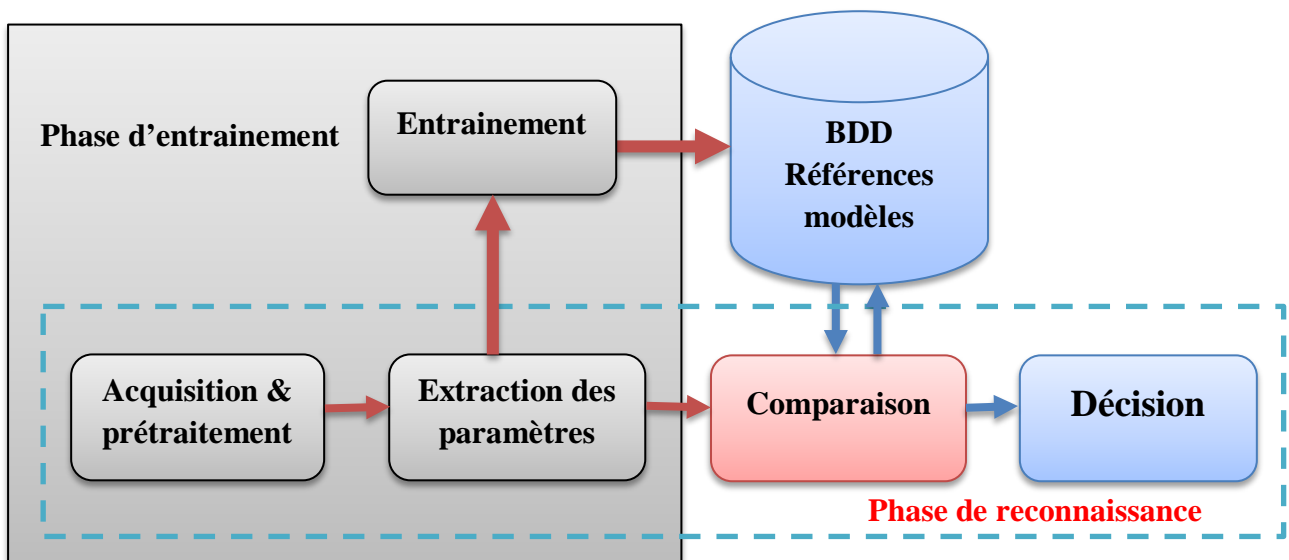 Phase d’entrainement
Entrainement
BDD
Références
modèles
Acquisition &
prétraitement
Extraction des
paramètres
Comparaison
Décision
Phase de reconnaissance